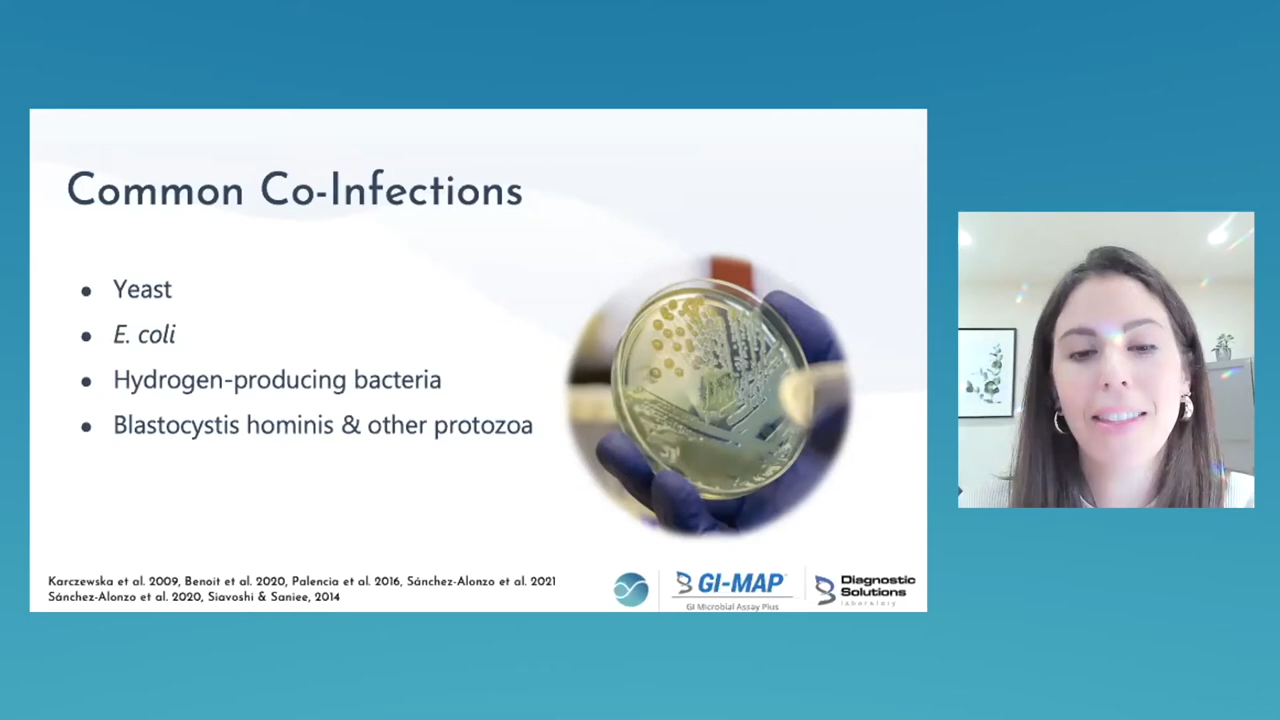 Common Co-Infections
• Yeast
• E. coli
• Hydrogen-producing bacteria
• Blastocystis hominis & other protozoa
Karczewska et al. 2009, Benoit et al. 2020, Palencia et al. 2016, Sánchez-Alonzo et al. 2021
Sánchez-Alonzo et al. 2020, Siavoshi & Saniee, 2014
GI-MAP™
GI Microbial Assay Plus
Diagnostic
Solutions
laboratory